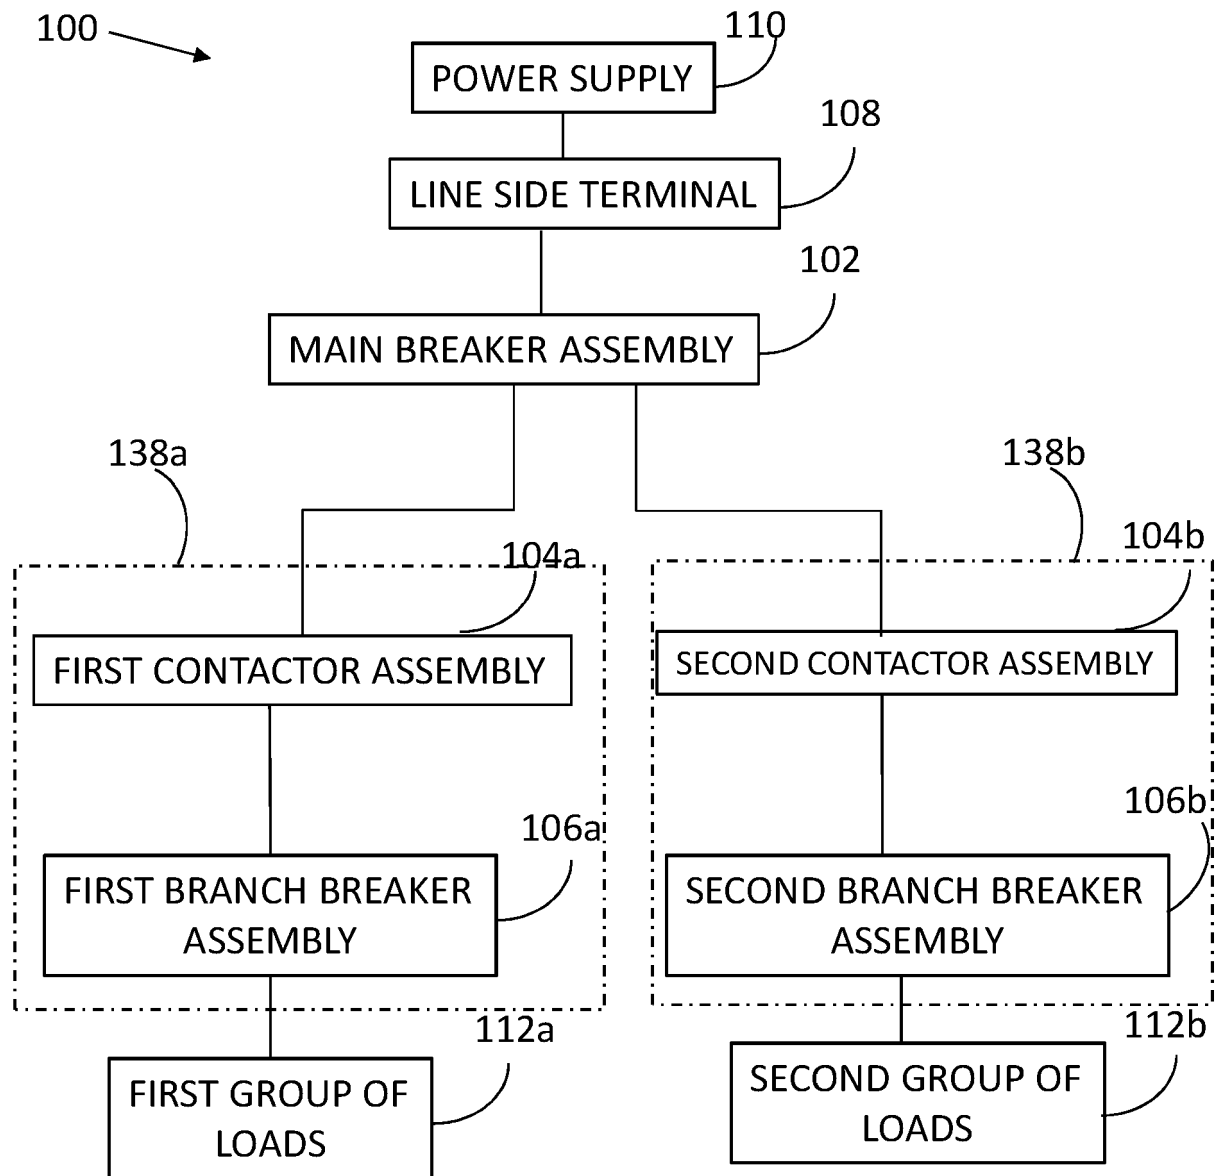 100
110
POWER SUPPLY
108
LINE SIDE TERMINAL
102
MAIN BREAKER ASSEMBLY
138a
138b
104a
104b
FIRST CONTACTOR ASSEMBLY
SECOND CONTACTOR ASSEMBLY
106a
106b
FIRST BRANCH BREAKER
ASSEMBLY
SECOND BRANCH BREAKER
ASSEMBLY
112a
112b
FIRST GROUP OF
LOADS
SECOND GROUP OF
LOADS